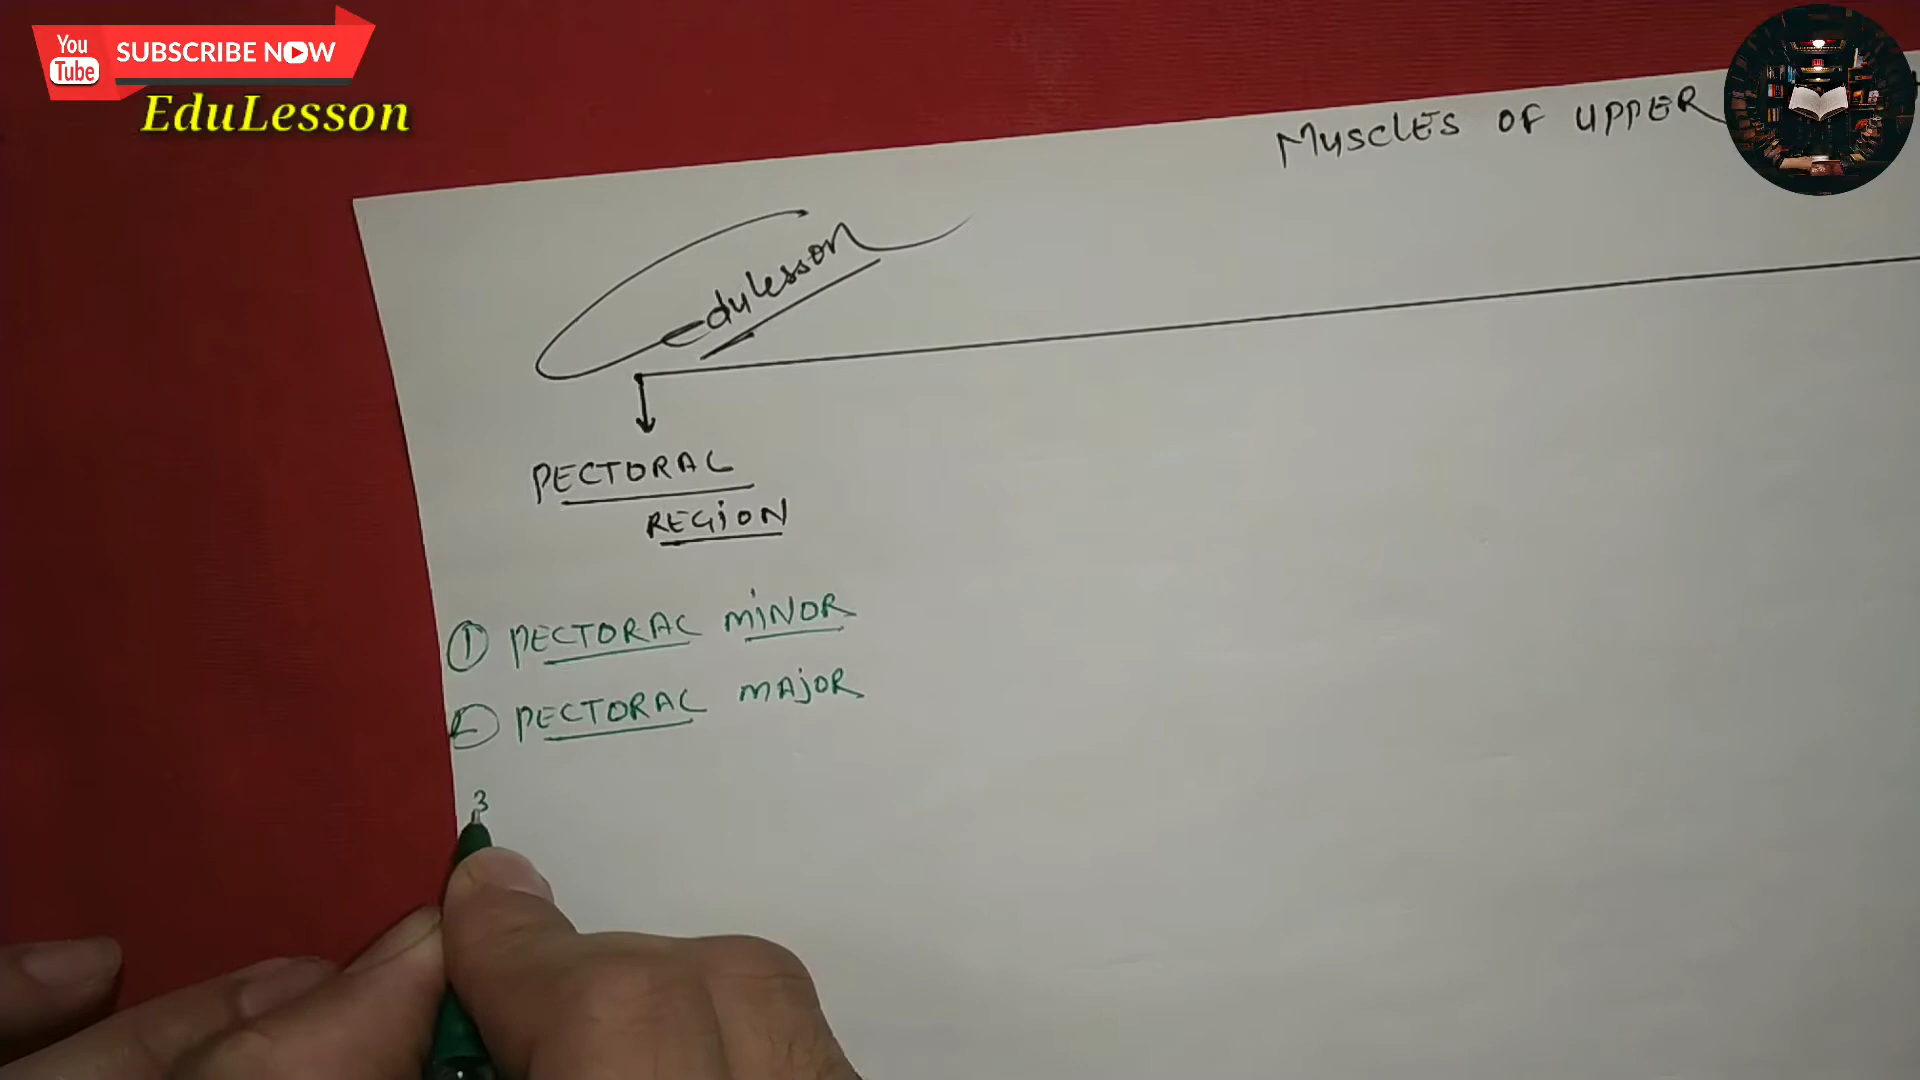 You
Tube
SUBSCRIBE NOW
EduLesson
MUSCLES OF UPPER
Edulesson
PECTORAL
REGION
1 PECTORAL MINOR
2 PECTORAL MAJOR
3